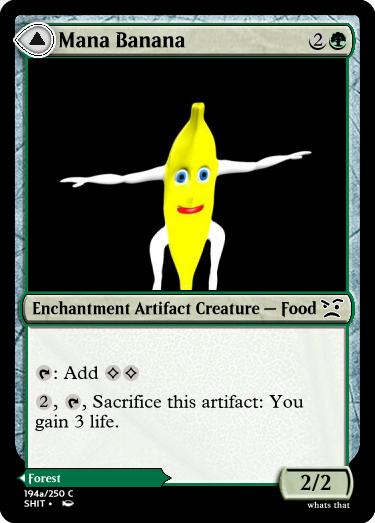 Mana Banana 2
Enchantment Artifact Creature — Food
: Add
2, , Sacrifice this artifact: You
gain 3 life.
Forest
2/2
194a/250 C
SHIT •
whats that